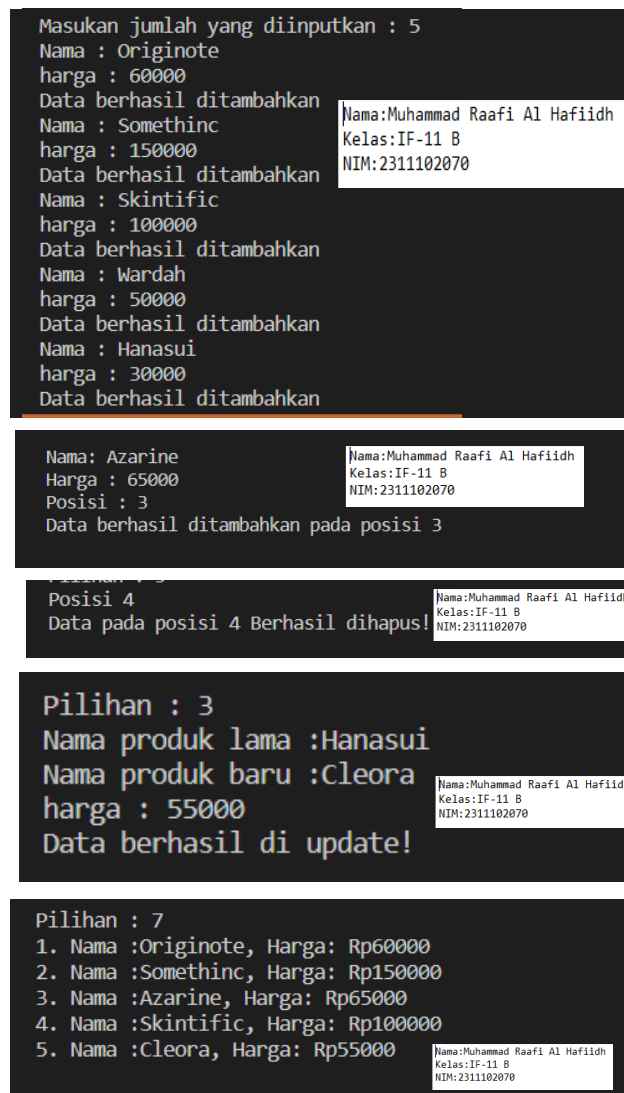 Masukan jumlah yang diinputkan : 5
Nama : Originote
harga : 60000
Data berhasil ditambahkan
Nama : Somethinc
harga : 150000
Data berhasil ditambahkan
Nama : Skintific
harga : 100000
Data berhasil ditambahkan
Nama : Wardah
harga : 50000
Data berhasil ditambahkan
Nama : Hanasui
harga : 30000
Data berhasil ditambahkan
Nama:Muhammad Raafi Al Hafiidh
Kelas:IF-11 B
NIM:2311102070
Nama: Azarine
Harga : 65000
Posisi : 3
Data berhasil ditambahkan pada posisi 3
Nama:Muhammad Raafi Al Hafiidh
Kelas:IF-11 B
NIM:2311102070
Posisi 4
Data pada posisi 4 Berhasil dihapus!
Nama:Muhammad Raafi Al Hafiidh
Kelas:IF-11 B
NIM:2311102070
Pilihan : 3
Nama produk lama :Hanasui
Nama produk baru :Cleora
harga : 55000
Data berhasil di update!
Nama:Muhammad Raafi Al Hafiid
Kelas:IF-11 B
NIM:2311102070
Pilihan : 7
1. Nama :Originote, Harga: Rp60000
2. Nama :Somethinc, Harga: Rp150000
3. Nama :Azarine, Harga: Rp65000
4. Nama :Skintific, Harga: Rp100000
5. Nama :Cleora, Harga: Rp55000
Nama:Muhammad Raafi Al Hafiidh
Kelas:IF-11 B
NIM:2311102070